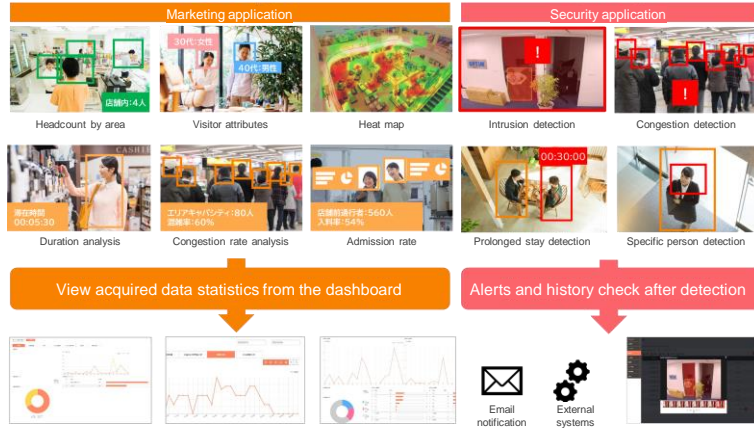 Marketing application
Security application
30代:女性
40代:男性
店舗内:4人
!
!
Headcount by area
Visitor attributes
Heat map
Intrusion detection
Congestion detection
CASHIER
滞在時間
00:05:30
エリアキャパシティ:80人
混雑率:60%
店舗前通行者:560人
入店率:54%
00:30:00
Duration analysis
Congestion rate analysis
Admission rate
Prolonged stay detection
Specific person detection
View acquired data statistics from the dashboard
Alerts and history check after detection
Email
notification
External
systems